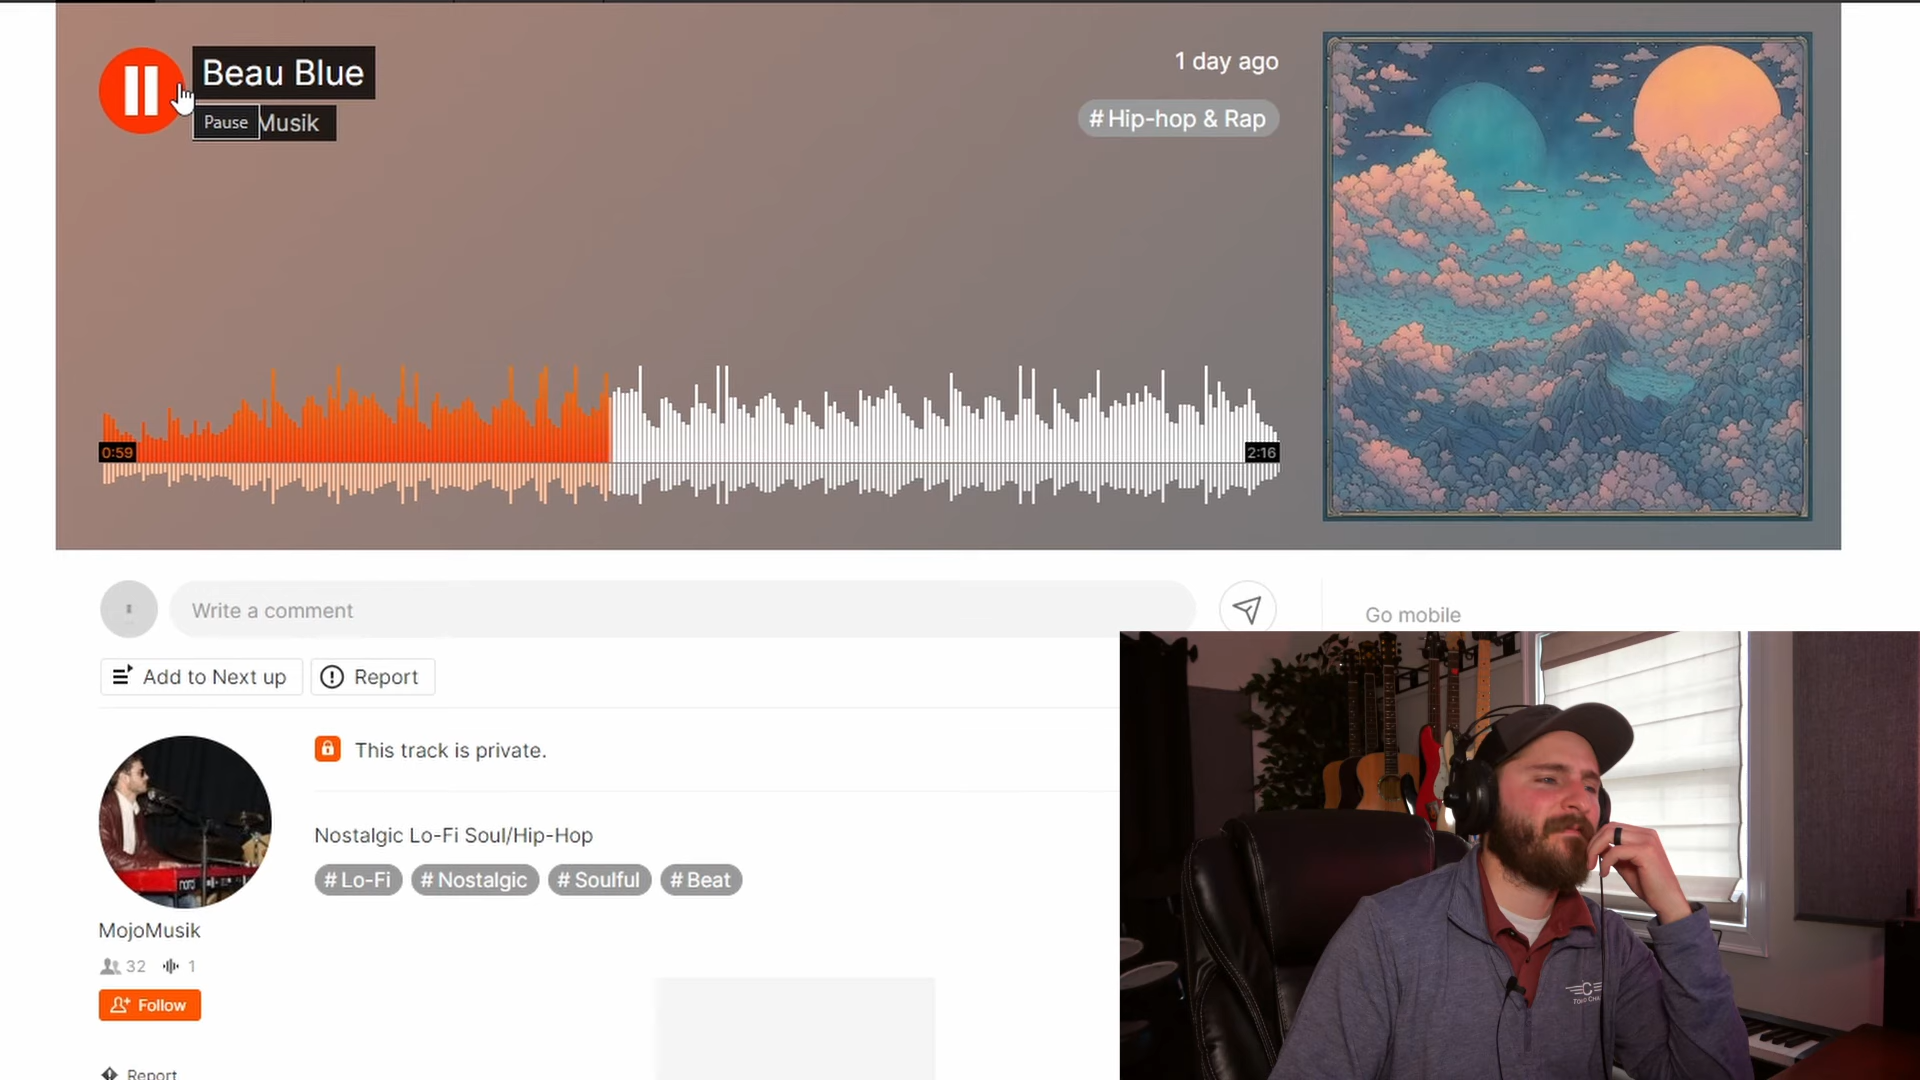 Beau Blue
Pause
Musik
1 day ago
# Hip-hop & Rap
0:59
2:16
Write a comment
Go mobile
Add to Next up
Report
This track is private.
Nostalgic Lo-Fi Soul/Hip-Hop
# Lo-Fi
# Nostalgic
# Soulful
# Beat
nord
MojoMusik
32
1
Follow
Report